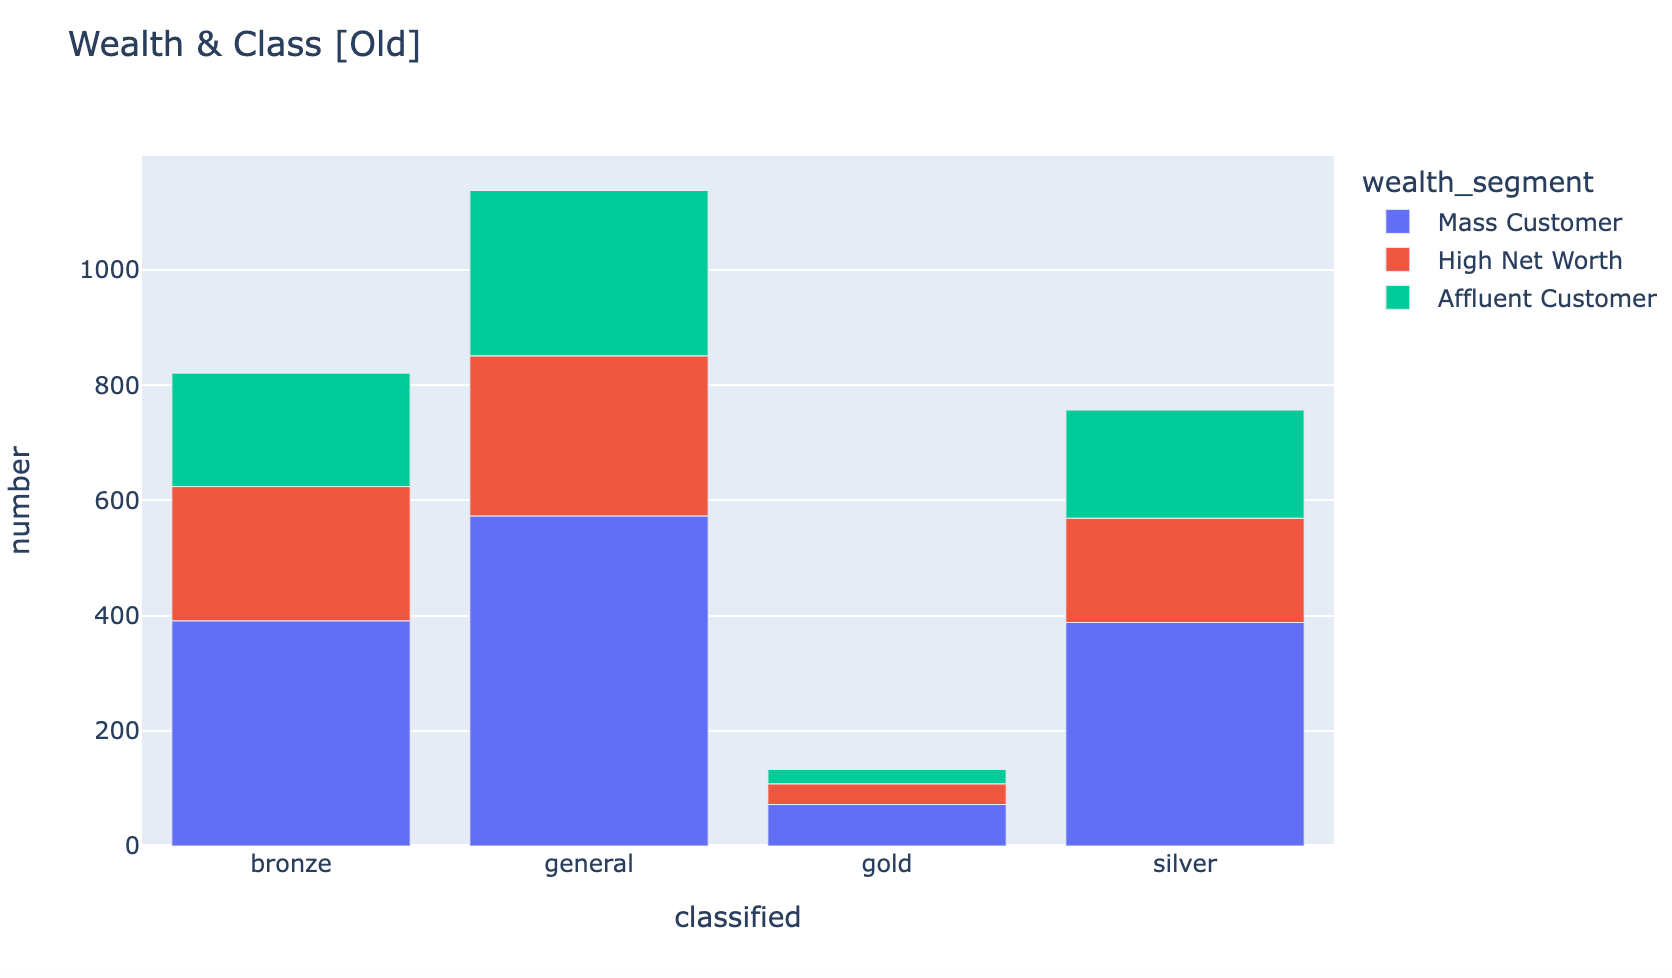 Wealth & Class [Old]
wealth_segment
Mass Customer
High Net Worth
Affluent Customer
1000
800
600
400
200
0
number
bronze general gold silver
classified